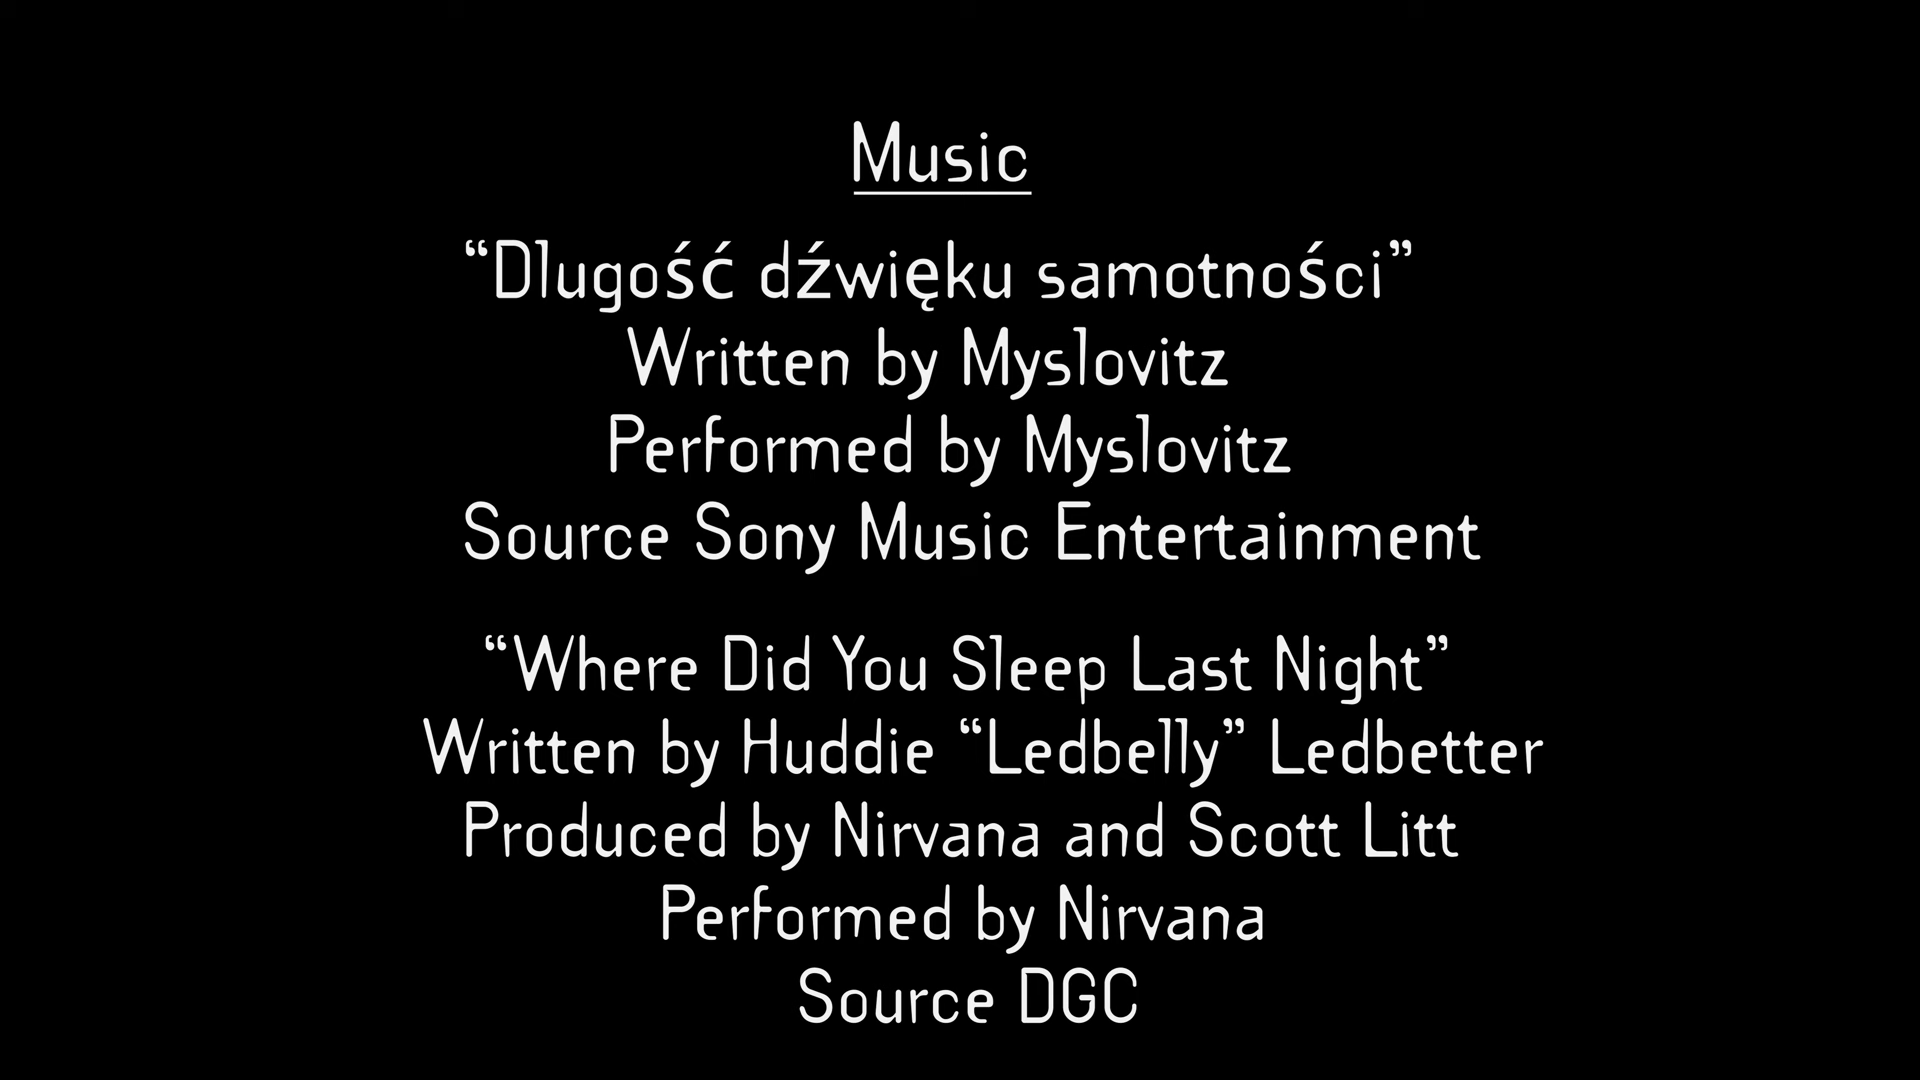 Music
“Dlugość dźwięku samotności”
Written by Myslovitz
Performed by Myslovitz
Source Sony Music Entertainment
“Where Did You Sleep Last Night”
Written by Huddie “Ledbelly” Ledbetter
Produced by Nirvana and Scott Litt
Performed by Nirvana
Source DGC